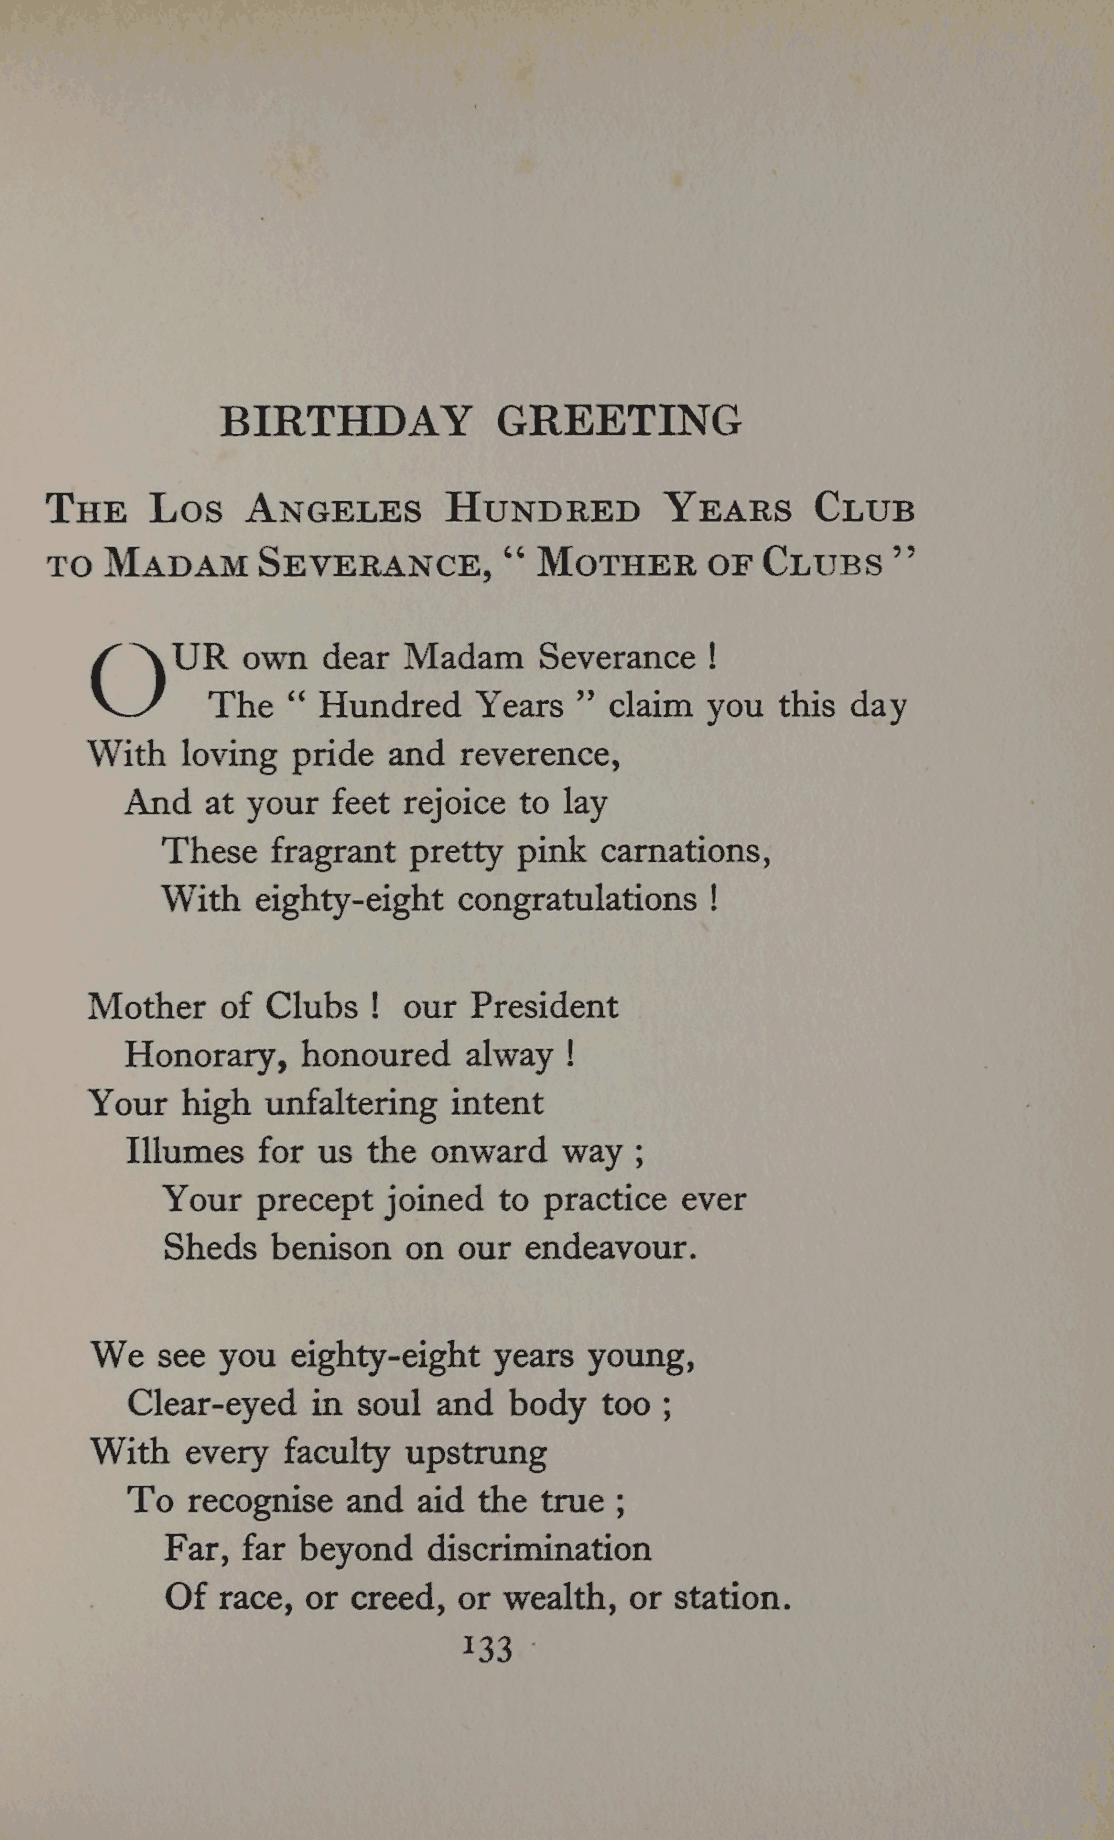 BIRTHDAY GREETING
The Los Angeles Hundred Years Club
to Madam Severance, “ Mother of Clubs ”
OUR own dear Madam Severance !
The “ Hundred Years ” claim you this day
With loving pride and reverence,
And at your feet rejoice to lay
These fragrant pretty pink carnations,
With eighty-eight congratulations !
Mother of Clubs ! our President
Honorary, honoured alway !
Your high unfaltering intent
Illumes for us the onward way ;
Your precept joined to practice ever
Sheds benison on our endeavour.
We see you eighty-eight years young,
Clear-eyed in soul and body too ;
With every faculty upstrung
To recognise and aid the true ;
Far, far beyond discrimination
Of race, or creed, or wealth, or station.
133